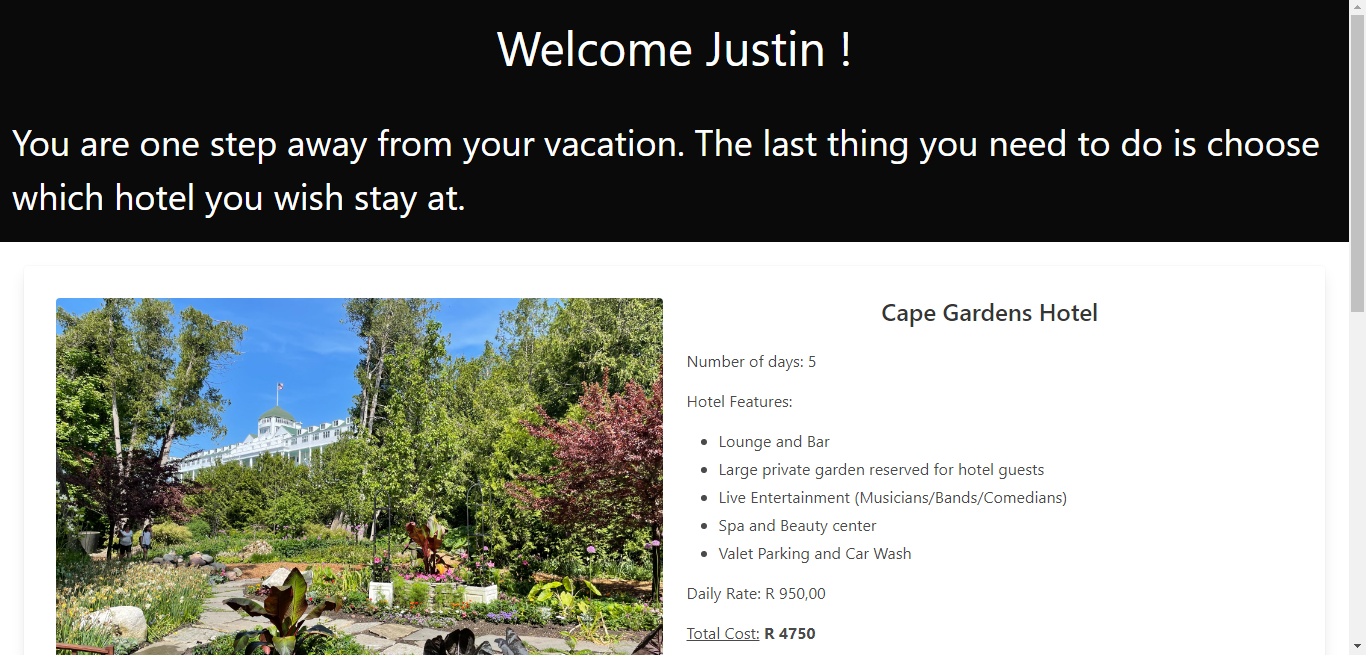 Welcome Justin !
You are one step away from your vacation. The last thing you need to do is choose
which hotel you wish stay at.
Cape Gardens Hotel
Number of days: 5
Hotel Features:
Lounge and Bar
Large private garden reserved for hotel guests
Live Entertainment (Musicians/Bands/Comedians)
Spa and Beauty center
Valet Parking and Car Wash
Daily Rate: R 950,00
Total Cost: R 4750